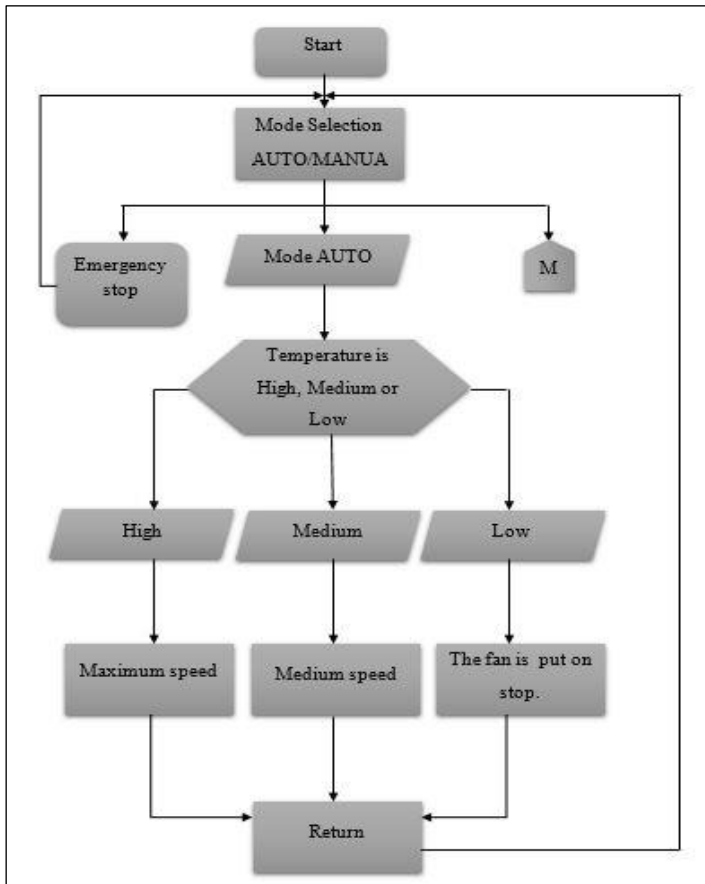 Start
Mode Selection
AUTO/MANUA
Emergency
stop
Mode AUTO
M
Temperature is
High, Medium or
Low
High
Medium
Low
Maximum speed
Medium speed
The fan is put on
stop.
Return